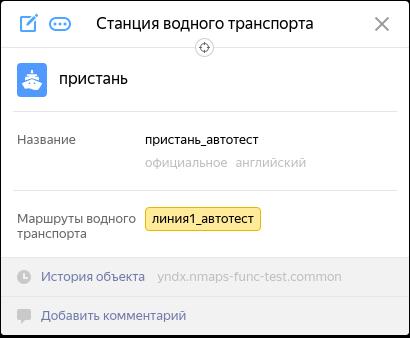 Станция водного транспорта
пристань
Название
пристань_автотест
официальное английский
Маршруты водного
транспорта
линия1_автотест
История объекта yndx.nmaps-func-test.common
Добавить комментарий